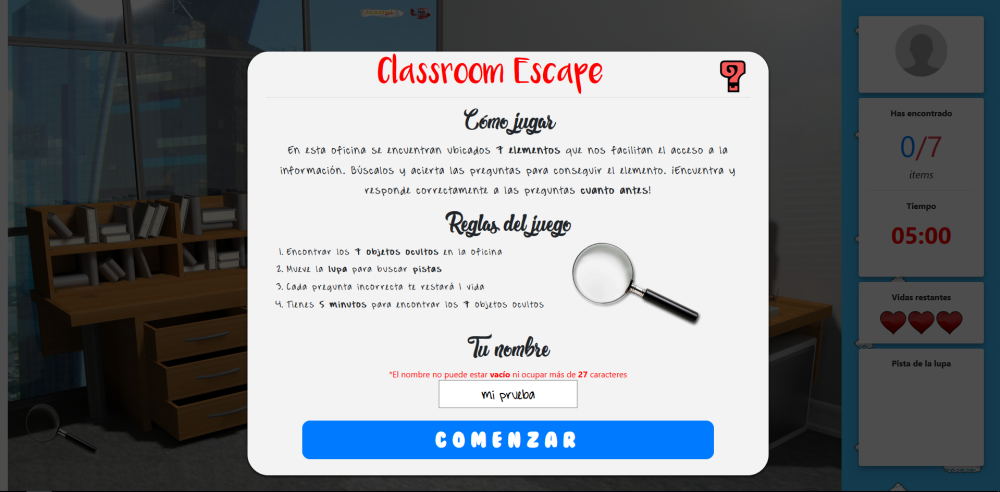 Classroom Escape
Cómo jugar
En esta oficina se encuentran ubicados 7 elementos que nos facilitan el acceso a la
información. Búscalos y acierta las preguntas para conseguir el elemento. ¡Encuentra y
responde correctamente a las preguntas cuanto antes!
Reglas del juego
1. Encontrar los 7 objetos ocultos en la oficina
2. Mueve la lupa para buscar pistas
3. Cada pregunta incorrecta te restará 1 vida
4. Tienes 5 minutos para encontrar los 7 objetos ocultos
Tu nombre
*El nombre no puede estar vacío ni ocupar más de 27 caracteres
mi prueba
COMENZAR
Has encontrado
0/7
items
Tiempo
05:00
Vidas restantes
Pista de la lupa